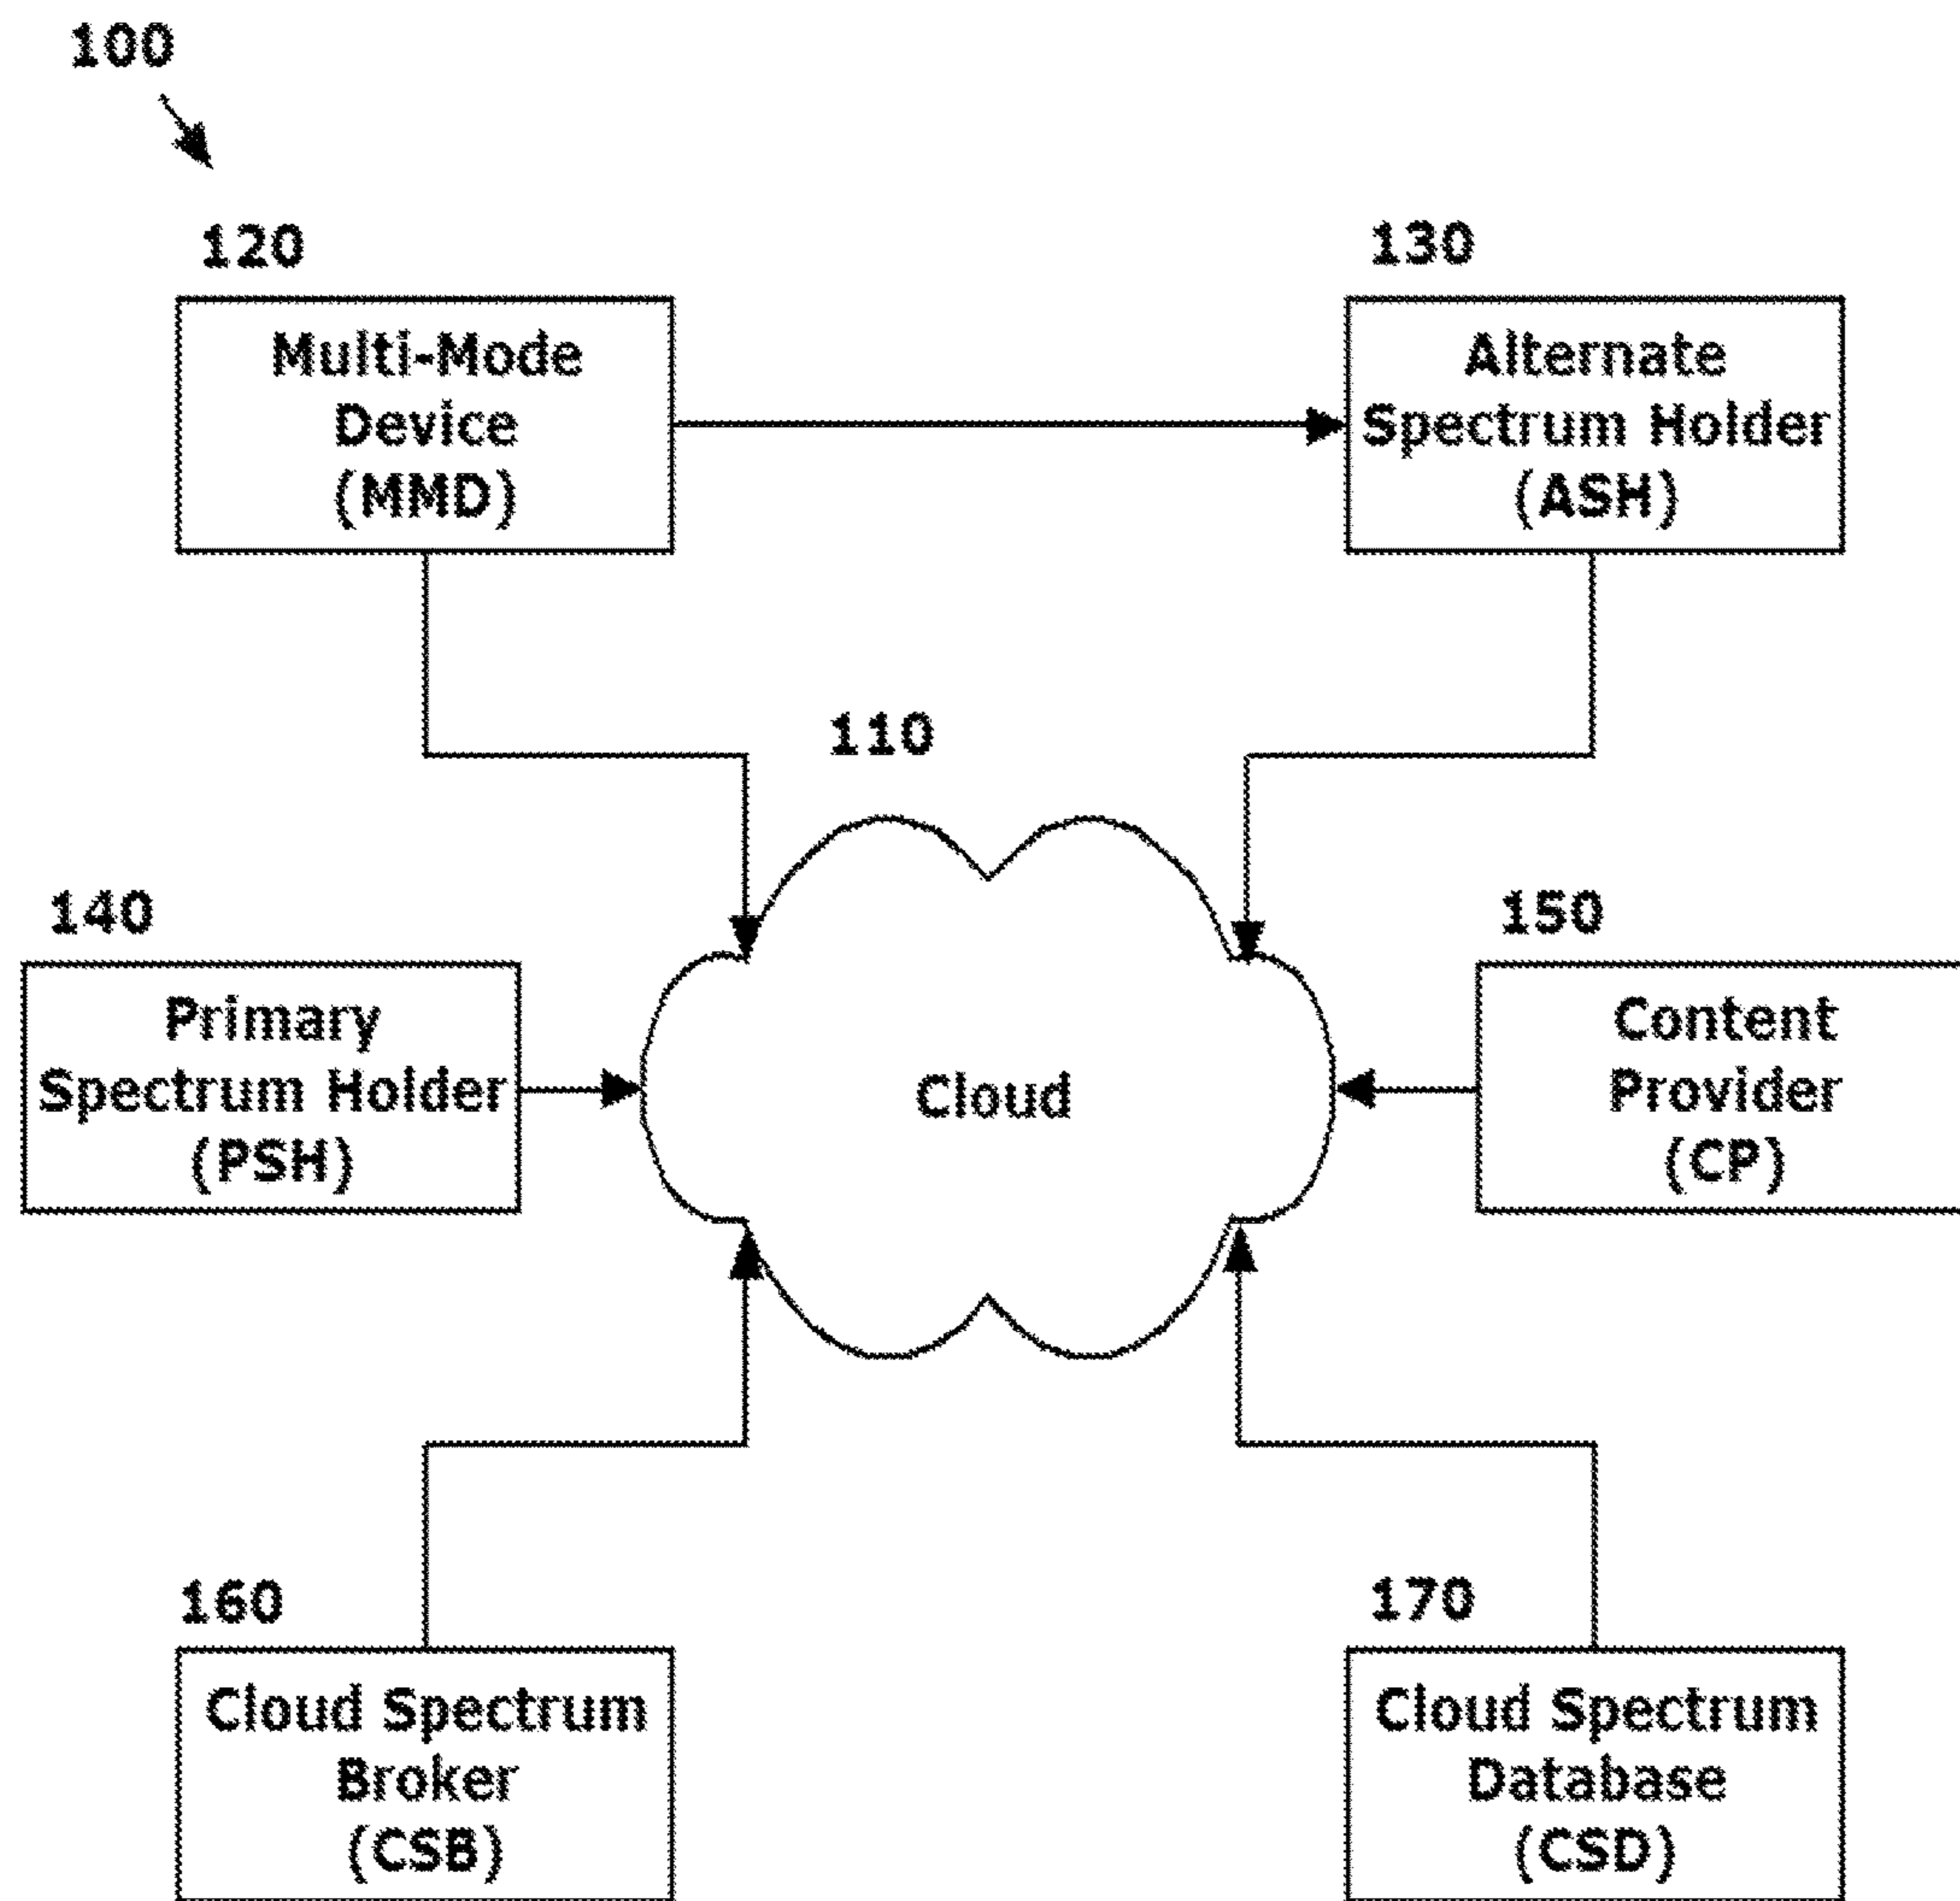 100
120
130
Multi-Mode
Device
(MMD)
Alternate
Spectrum Holder
(ASH)
110
140
150
Primary
Spectrum Holder
(PSH)
Cloud
Content
Provider
(CP)
160
170
Cloud Spectrum
Broker
(CSB)
Cloud Spectrum
Database
(CSD)